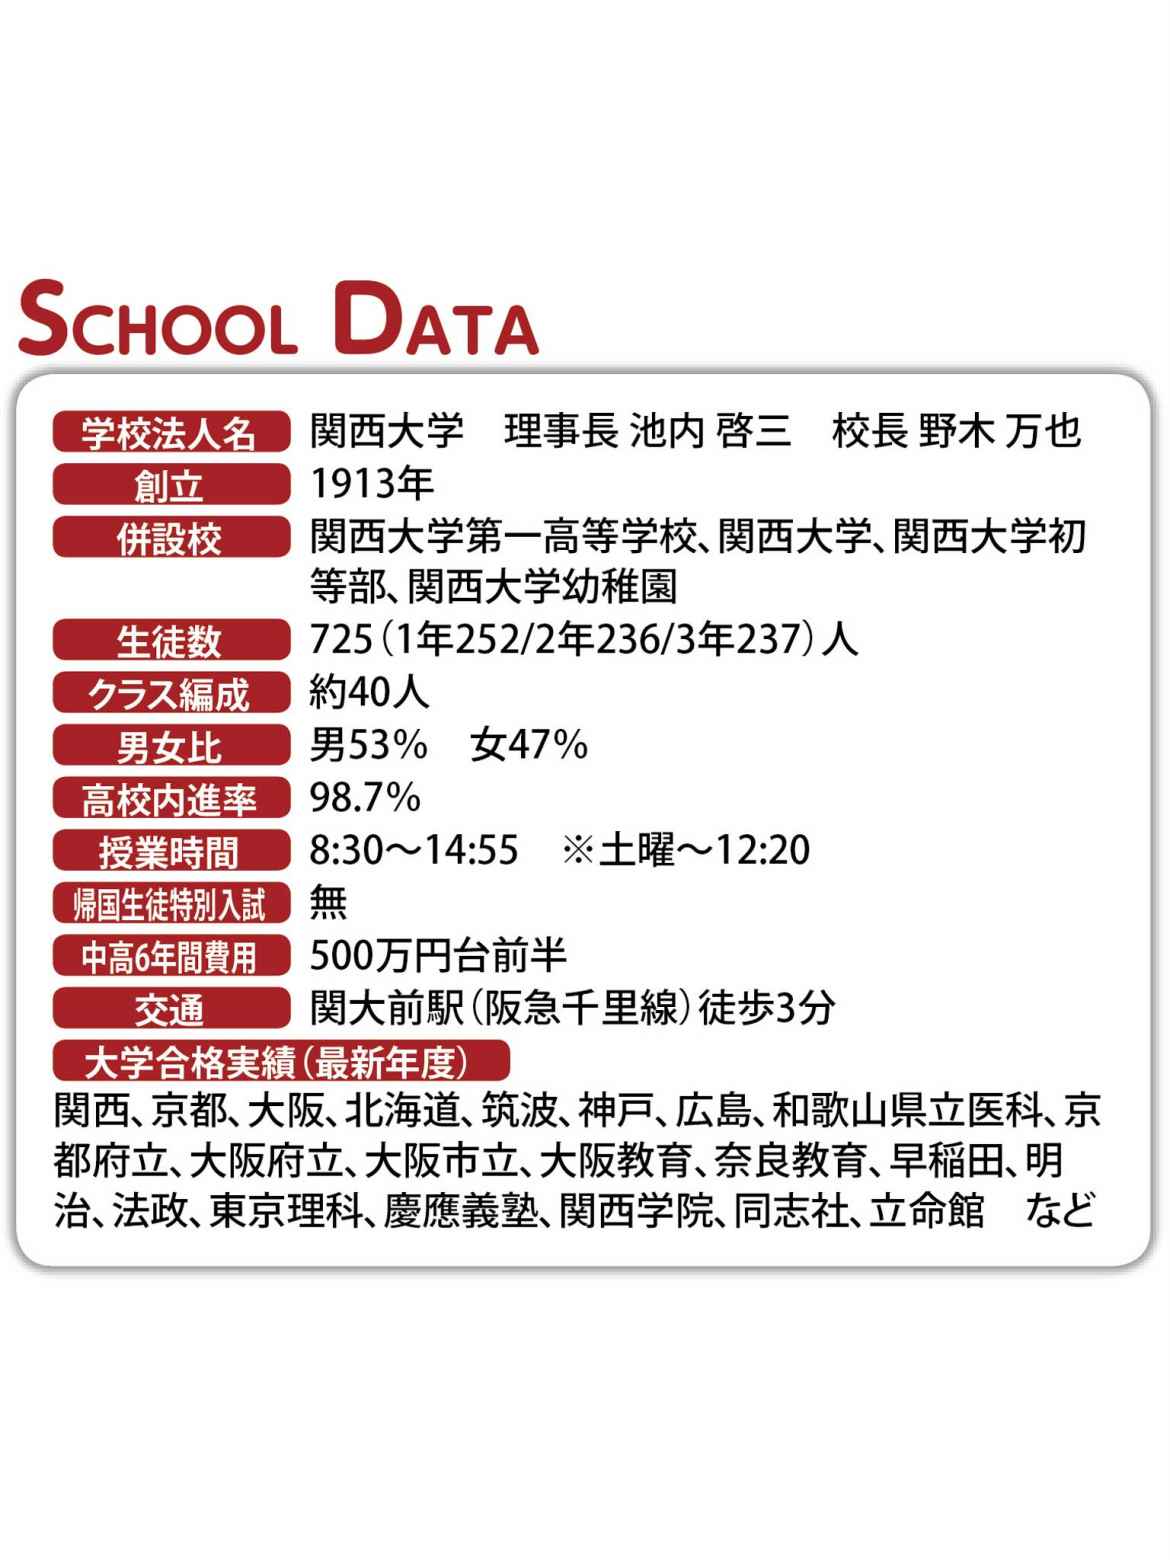 SCHOOL DATA
学校法人名 関西大学　理事長 池内 啓三　校長 野木 万也
創立 1913年
併設校 関西大学第一高等学校、関西大学、関西大学初
等部、関西大学幼稚園
生徒数 725（1年252/2年236/3年237）人
クラス編成 約40人
男女比 男53%　女47%
高校内進率 98.7%
授業時間 8:30〜14:55　※土曜〜12:20
帰国生徒特別入試 無
中高6年間費用 500万円台前半
交通 関大前駅（阪急千里線）徒歩3分
大学合格実績（最新年度）
関西、京都、大阪、北海道、筑波、神戸、広島、和歌山県立医科、京
都府立、大阪府立、大阪市立、大阪教育、奈良教育、早稲田、明
治、法政、東京理科、慶應義塾、関西学院、同志社、立命館　など